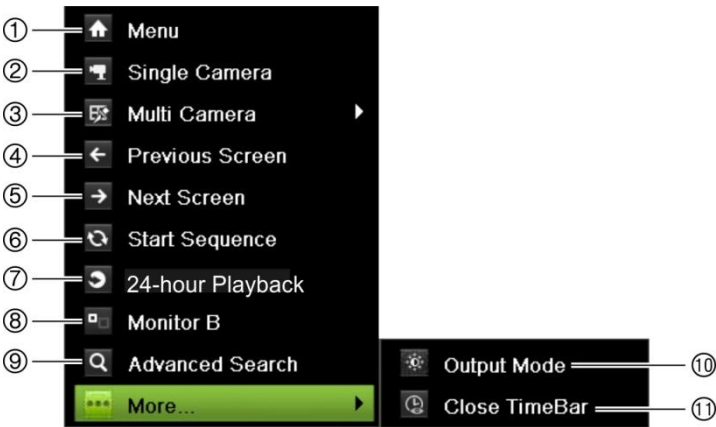 ① Menu
② Single Camera
③ Multi Camera
④ Previous Screen
⑤ Next Screen
⑥ Start Sequence
⑦ 24-hour Playback
⑧ Monitor B
⑨ Advanced Search
More...
Output Mode ⑩
Close TimeBar ⑪